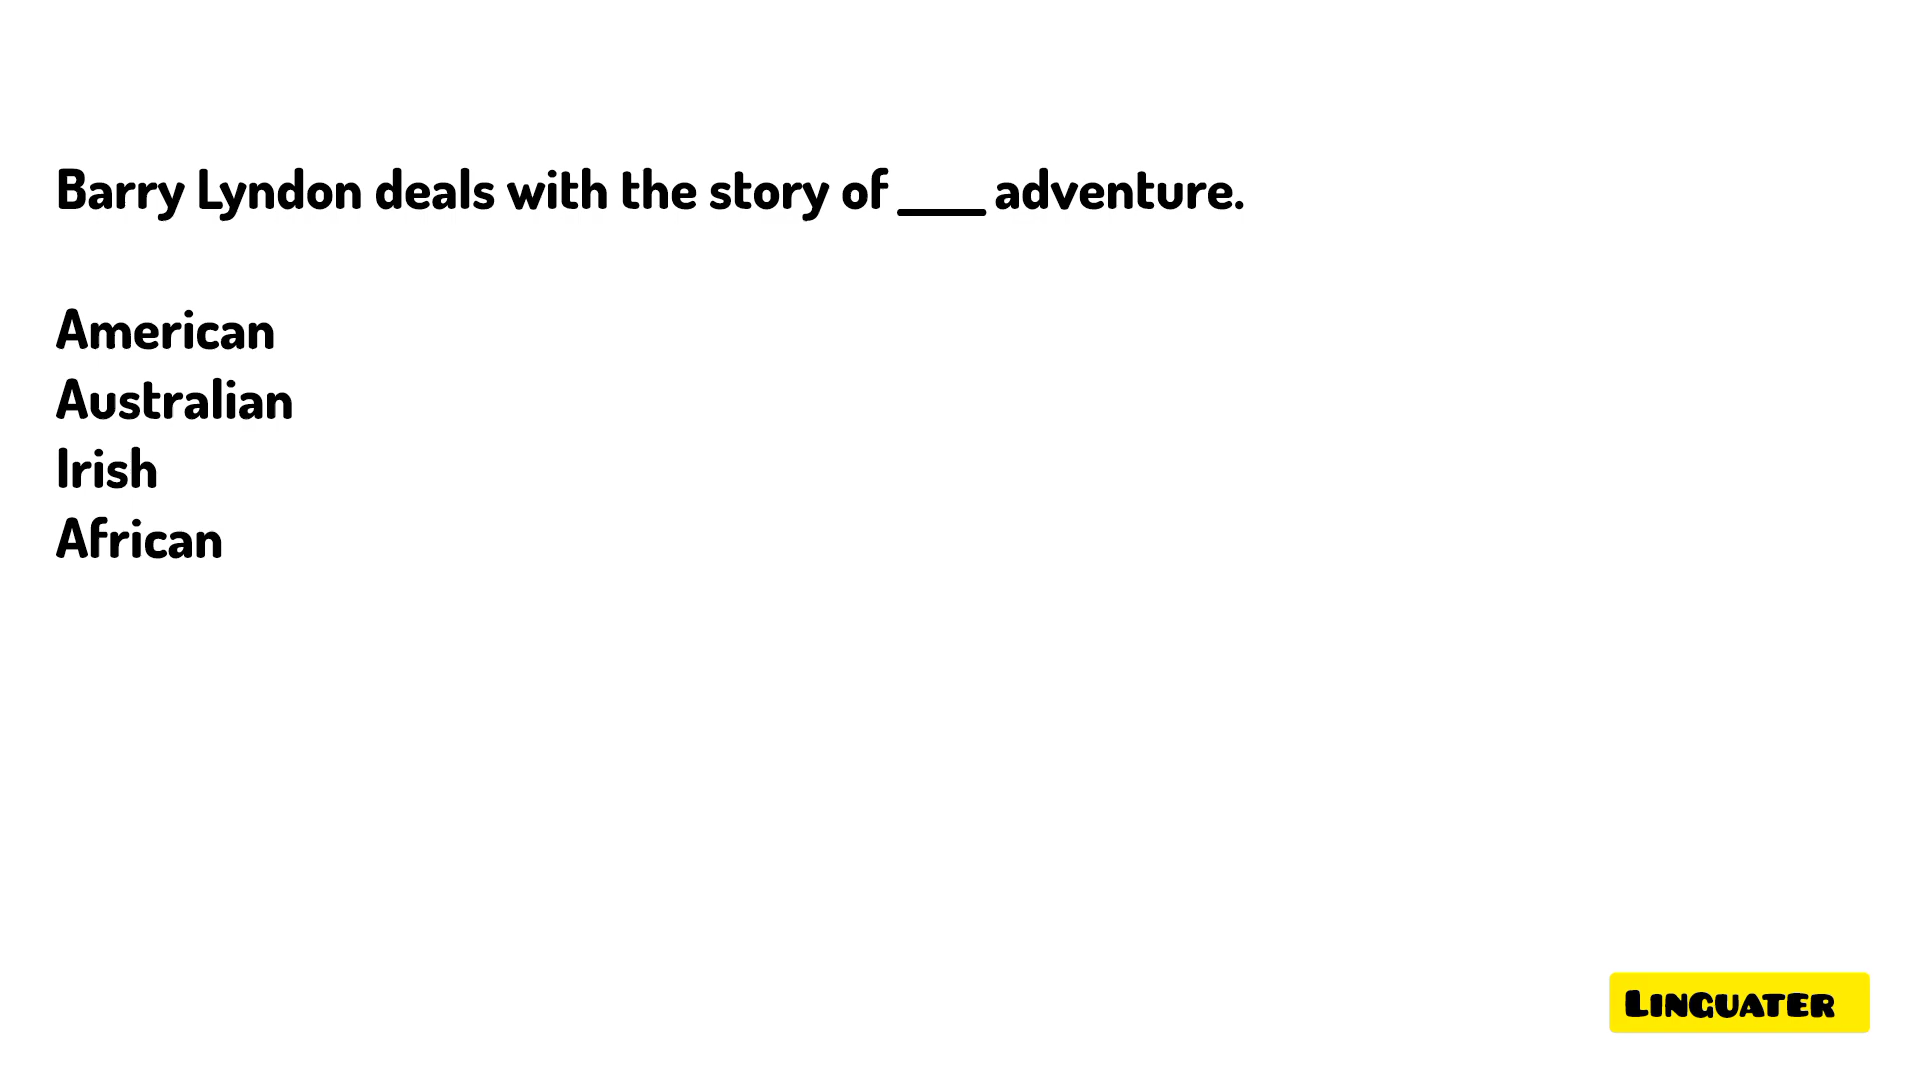 Barry Lyndon deals with the story of ____ adventure.
American
Australian
Irish
African
LINGUATER